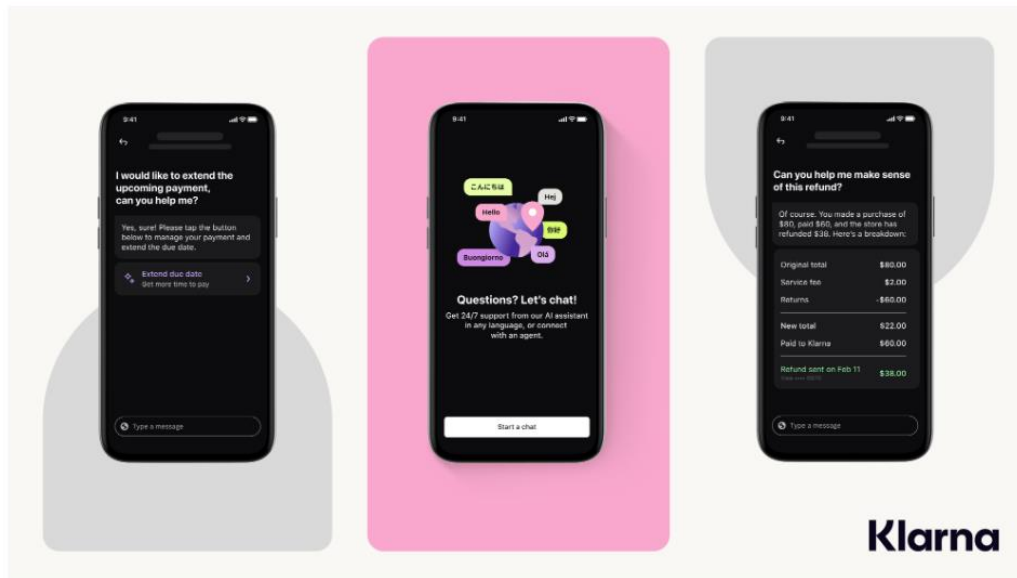 9:41
I would like to extend the
upcoming payment,
can you help me?
Yes, sure! Please tap the button
below to manage your payment and
extend the due date.
Extend due date
Get more time to pay
Type a message
9:41
こんにちは
Hej
Hello
你好
Buongiorno
Olá
Questions? Let's chat!
Get 24/7 support from our AI assistant
in any language, or connect
with an agent.
Start a chat
9:41
Can you help me make sense
of this refund?
Of course. You made a purchase of
$80, paid $60, and the store has
refunded $38. Here's a breakdown:
Original total $80.00
Service fee $2.00
Returns -$60.00
New total $22.00
Paid to Klarna $60.00
Refund sent on Feb 11 $38.00
Type a message
Klarna